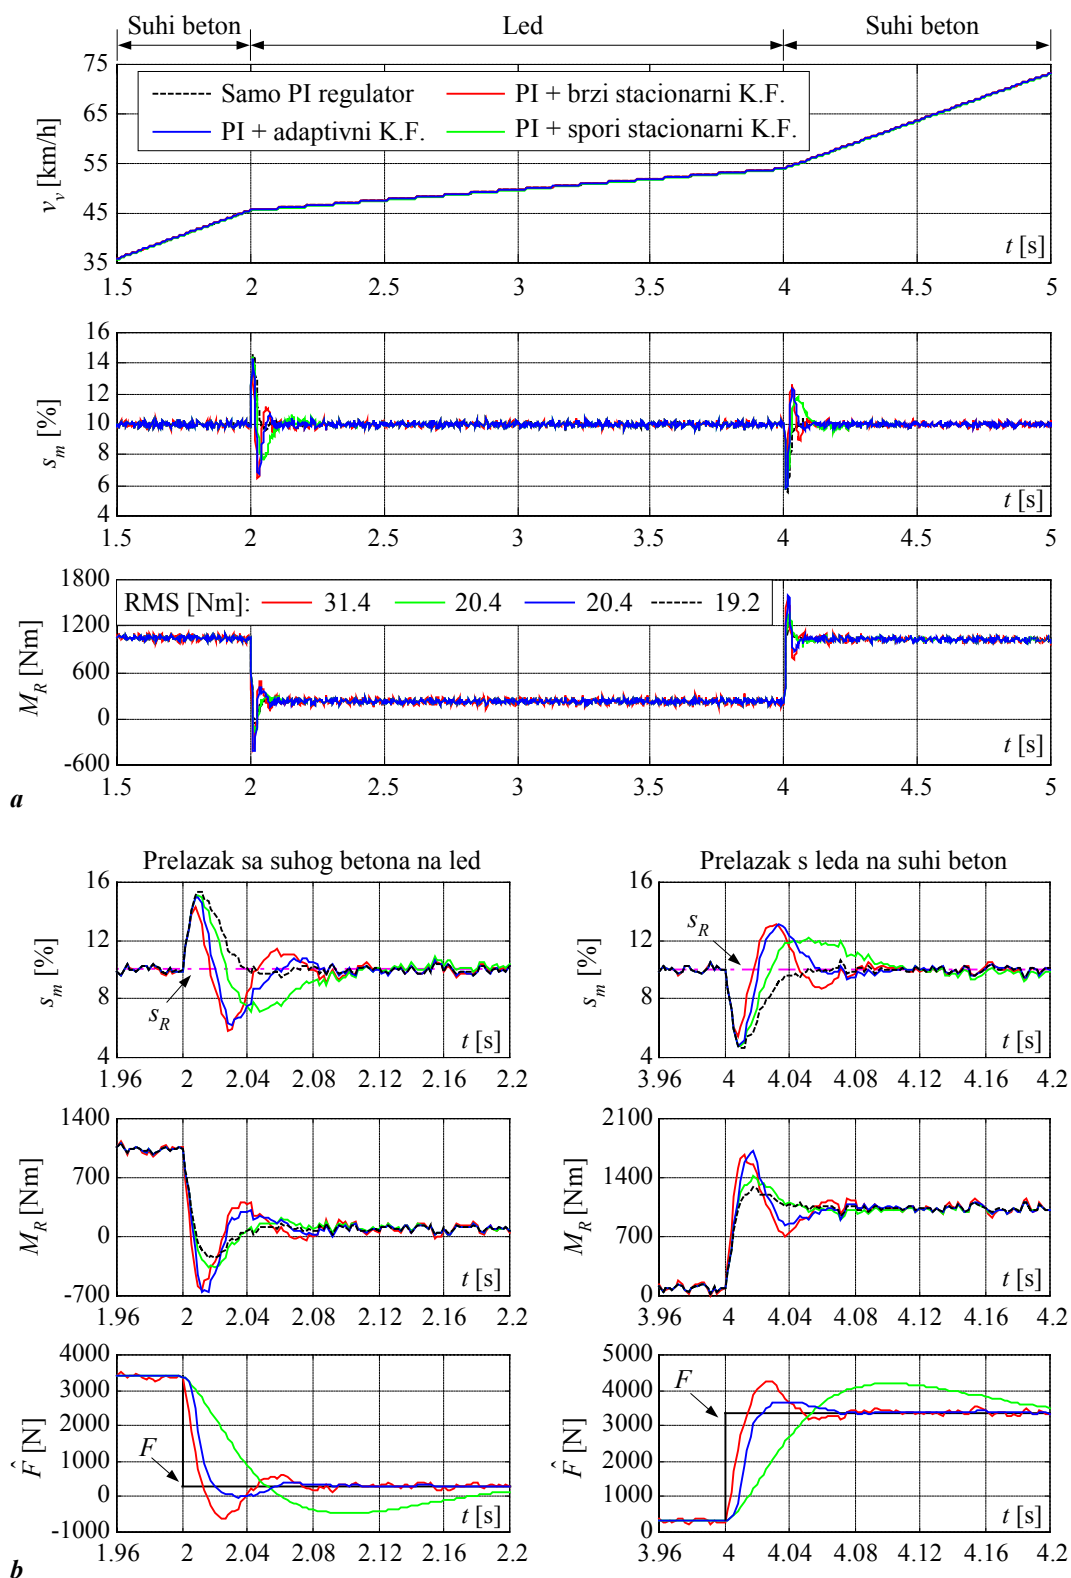 Suhi beton Led Suhi beton
75
65
55
45
35
v_v [km/h]
Samo PI regulator
PI + brzi stacionarni K.F.
PI + adaptivni K.F.
PI + spori stacionarni K.F.
t [s]
1.5 2 2.5 3 3.5 4 4.5 5
16
14
12
10
8
6
4
s_m [%]
t [s]
1.5 2 2.5 3 3.5 4 4.5 5
1800
1200
600
0
-600
M_R [Nm]
RMS [Nm]: 31.4 20.4 20.4 19.2
t [s]
1.5 2 2.5 3 3.5 4 4.5 5
a
Prelazak sa suhog betona na led
16
12
8
4
s_m [%]
s_R
t [s]
1.96 2 2.04 2.08 2.12 2.16 2.2
Prelazak s leda na suhi beton
16
12
8
4
s_m [%]
s_R
t [s]
3.96 4 4.04 4.08 4.12 4.16 4.2
1400
700
0
-700
M_R [Nm]
t [s]
1.96 2 2.04 2.08 2.12 2.16 2.2
2100
1400
700
0
M_R [Nm]
t [s]
3.96 4 4.04 4.08 4.12 4.16 4.2
4000
3000
2000
1000
0
-1000
F̂ [N]
F
t [s]
1.96 2 2.04 2.08 2.12 2.16 2.2
5000
4000
3000
2000
1000
0
F̂ [N]
F
t [s]
3.96 4 4.04 4.08 4.12 4.16 4.2
b